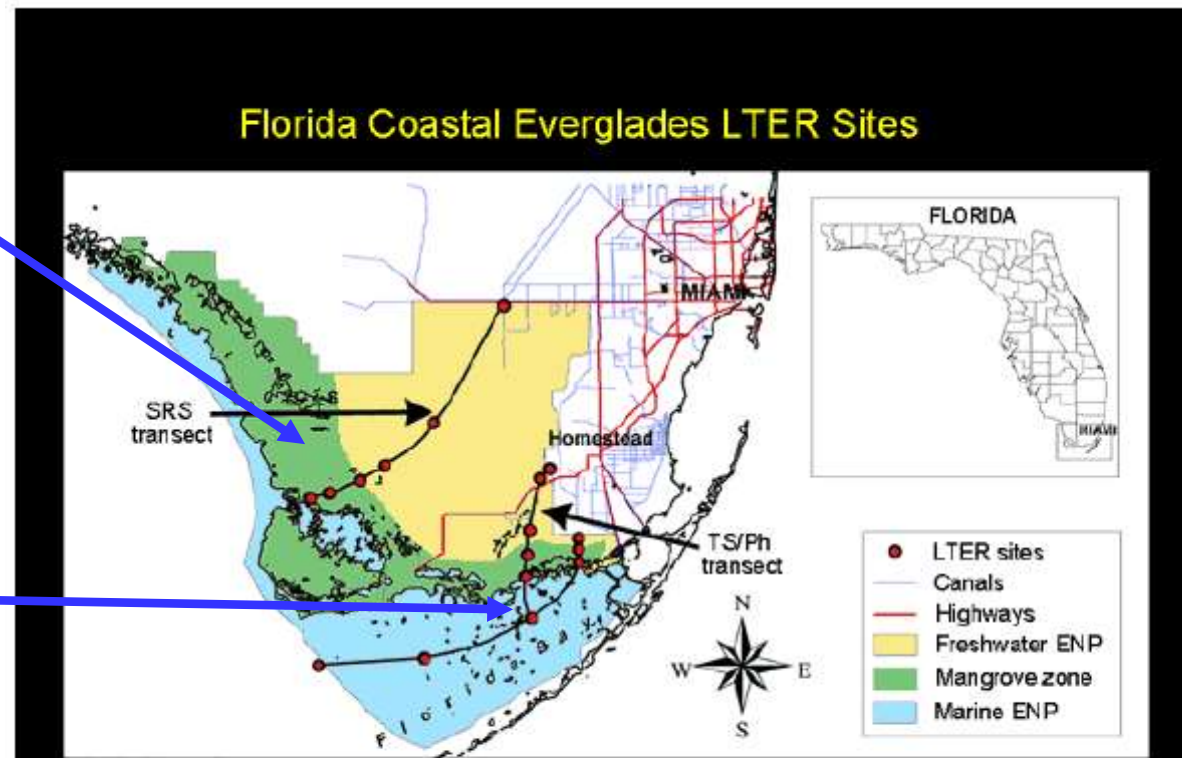 Florida Coastal Everglades LTER Sites
FLORIDA
MIAMI
MIAMI
SRS
transect
Homestead
TS/Ph
transect
Florida Bay
N
W
E
S
LTER sites
Canals
Highways
Freshwater ENP
Mangrove zone
Marine ENP